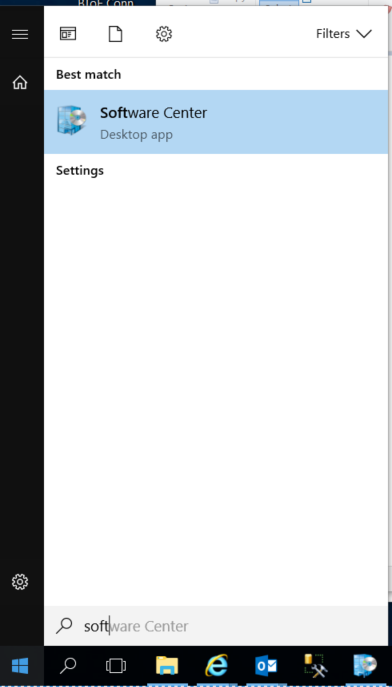 Filters
Best match
Software Center
Desktop app
Settings
software Center